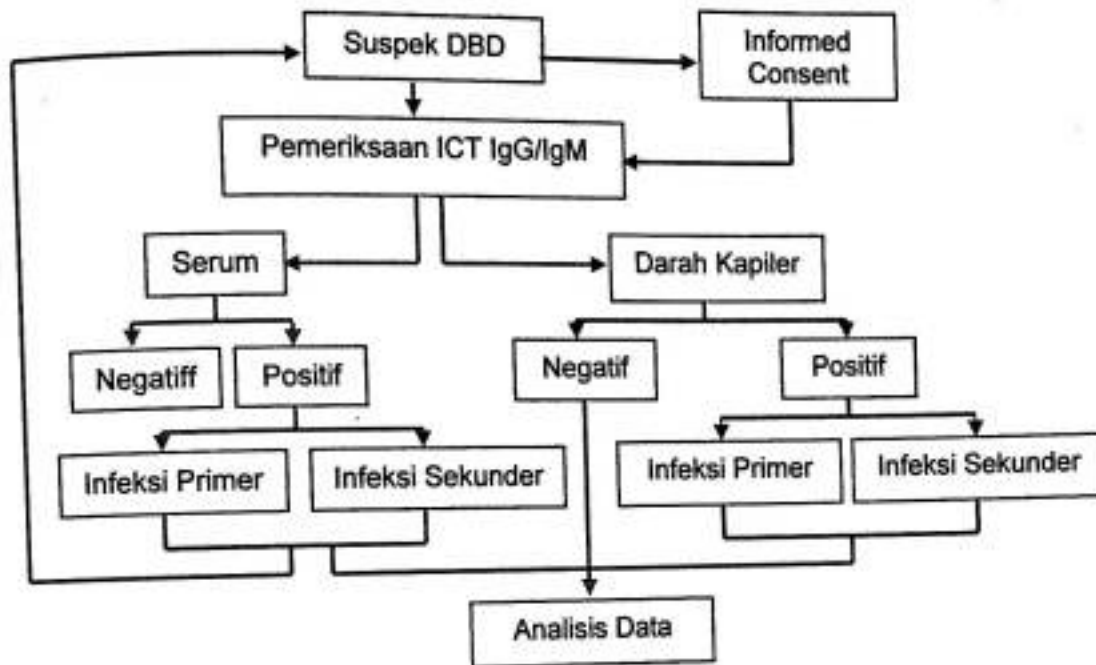 Suspek DBD
Informed
Consent
Pemeriksaan ICT IgG/IgM
Serum
Darah Kapiler
Negatiff
Positif
Negatif
Positif
Infeksi Primer
Infeksi Sekunder
Infeksi Primer
Infeksi Sekunder
Analisis Data